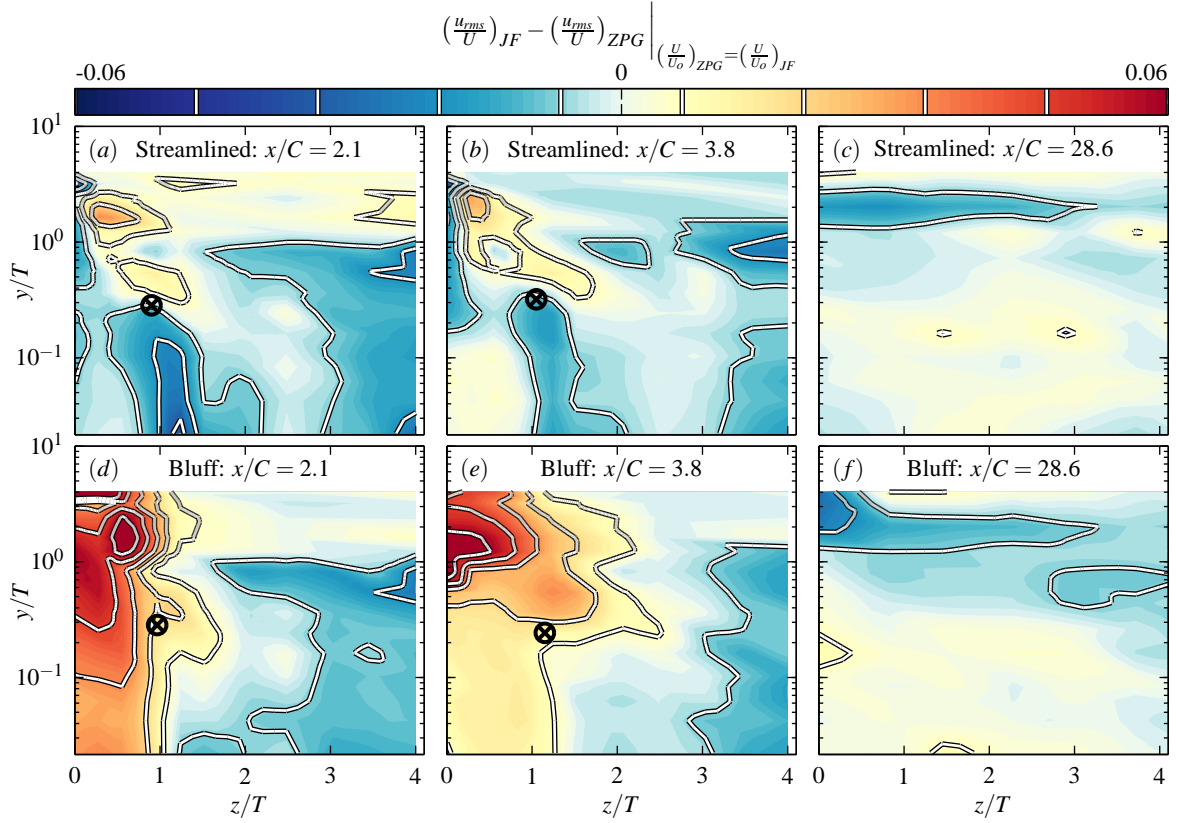 (u_rms/U)_JF − (u_rms/U)_ZPG |_(U/U_o)_ZPG=(U/U_o)_JF
-0.06 0 0.06
10^1
(a) Streamlined: x/C = 2.1 (b) Streamlined: x/C = 3.8 (c) Streamlined: x/C = 28.6
10^0
y/T
10^−1
10^1
(d) Bluff: x/C = 2.1 (e) Bluff: x/C = 3.8 (f) Bluff: x/C = 28.6
10^0
y/T
10^−1
0 1 2 3 4 0 1 2 3 4 0 1 2 3 4
z/T z/T z/T